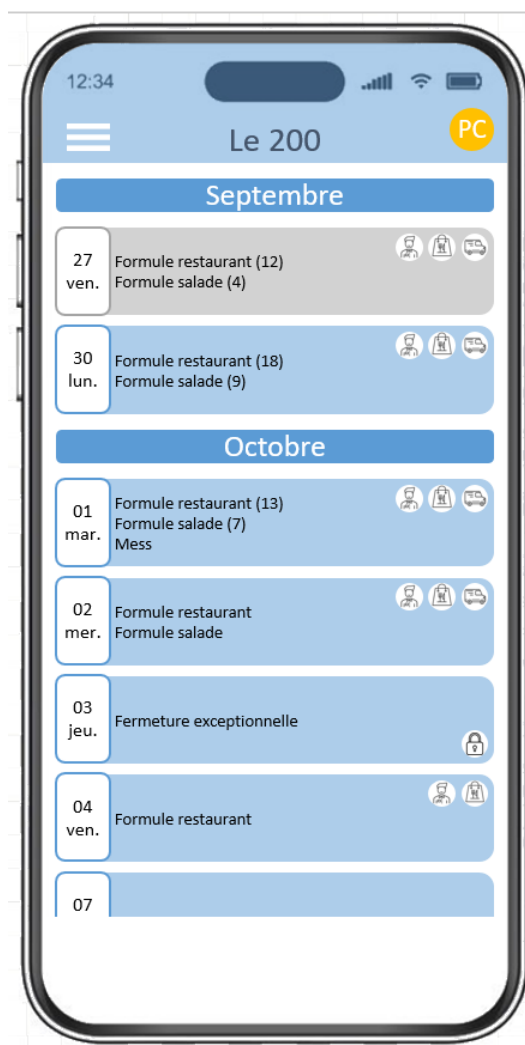 12:34
Le 200
PC
Septembre
27
ven.
Formule restaurant (12)
Formule salade (4)
30
lun.
Formule restaurant (18)
Formule salade (9)
Octobre
01
mar.
Formule restaurant (13)
Formule salade (7)
Mess
02
mer.
Formule restaurant
Formule salade
03
jeu.
Fermeture exceptionnelle
04
ven.
Formule restaurant
07